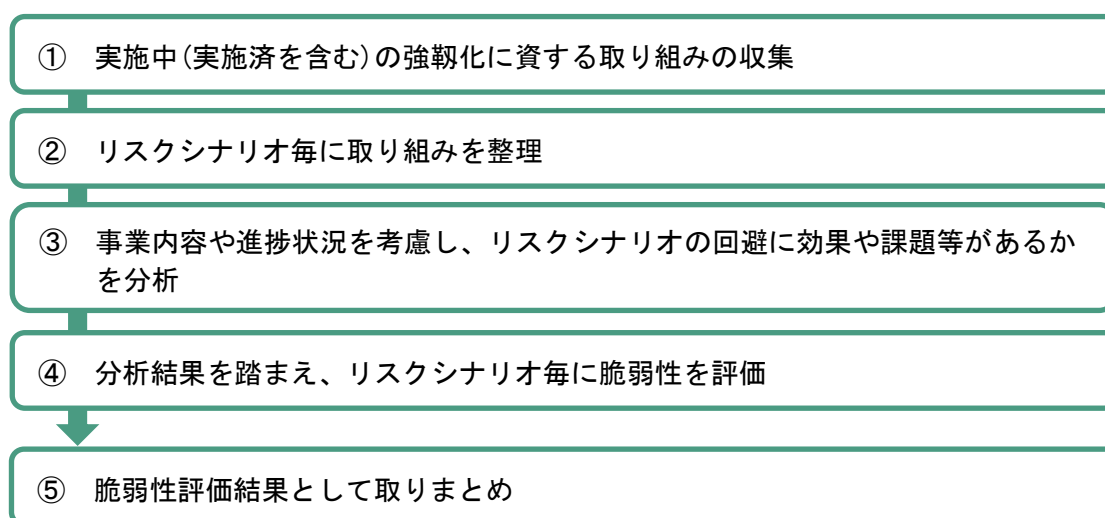 ① 実施中(実施済を含む)の強靱化に資する取り組みの収集
② リスクシナリオ毎に取り組みを整理
③ 事業内容や進捗状況を考慮し、リスクシナリオの回避に効果や課題等があるか
を分析
④ 分析結果を踏まえ、リスクシナリオ毎に脆弱性を評価
⑤ 脆弱性評価結果として取りまとめ